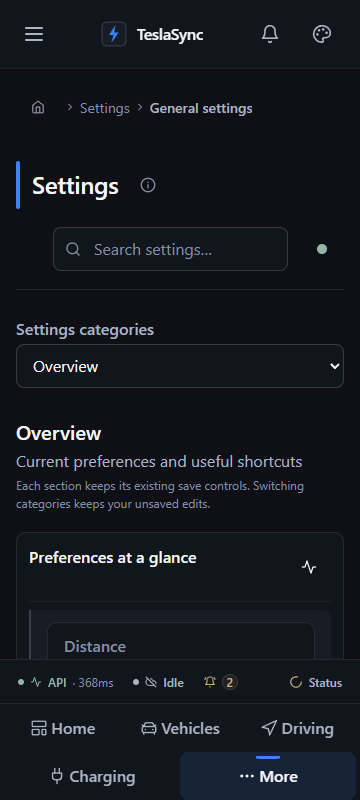 TeslaSync
Settings > General settings
Settings
Search settings...
Settings categories
Overview
Overview
Current preferences and useful shortcuts
Each section keeps its existing save controls. Switching
categories keeps your unsaved edits.
Preferences at a glance
Distance
API · 368ms Idle 2 Status
Home Vehicles Driving
Charging More